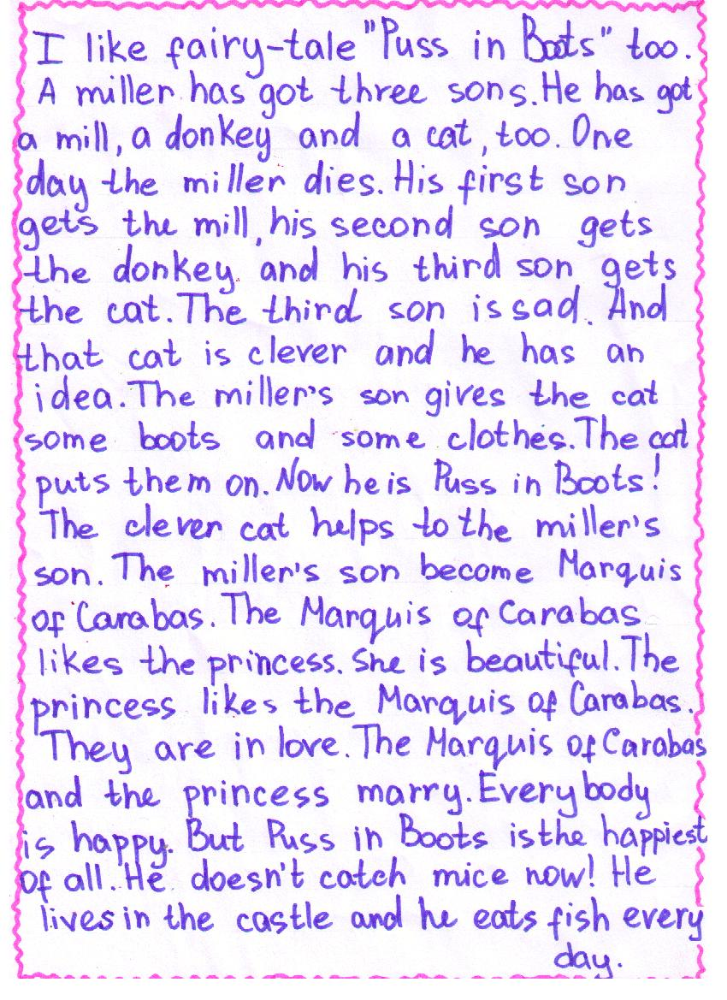 I like fairy-tale "Puss in Boots" too.
A miller has got three sons. He has got
a mill, a donkey and a cat, too. One
day the miller dies. His first son
gets the mill, his second son gets
the donkey and his third son gets
the cat. The third son is sad. And
that cat is clever and he has an
idea. The miller's son gives the cat
some boots and some clothes. The cat
puts them on. Now he is Puss in Boots!
The clever cat helps to the miller's
son. The miller's son become Marquis
of Carabas. The Marquis of Carabas
likes the princess. She is beautiful. The
princess likes the Marquis of Carabas.
They are in love. The Marquis of Carabas
and the princess marry. Everybody
is happy. But Puss in Boots is the happiest
of all. He doesn't catch mice now! He
lives in the castle and he eats fish every
day.